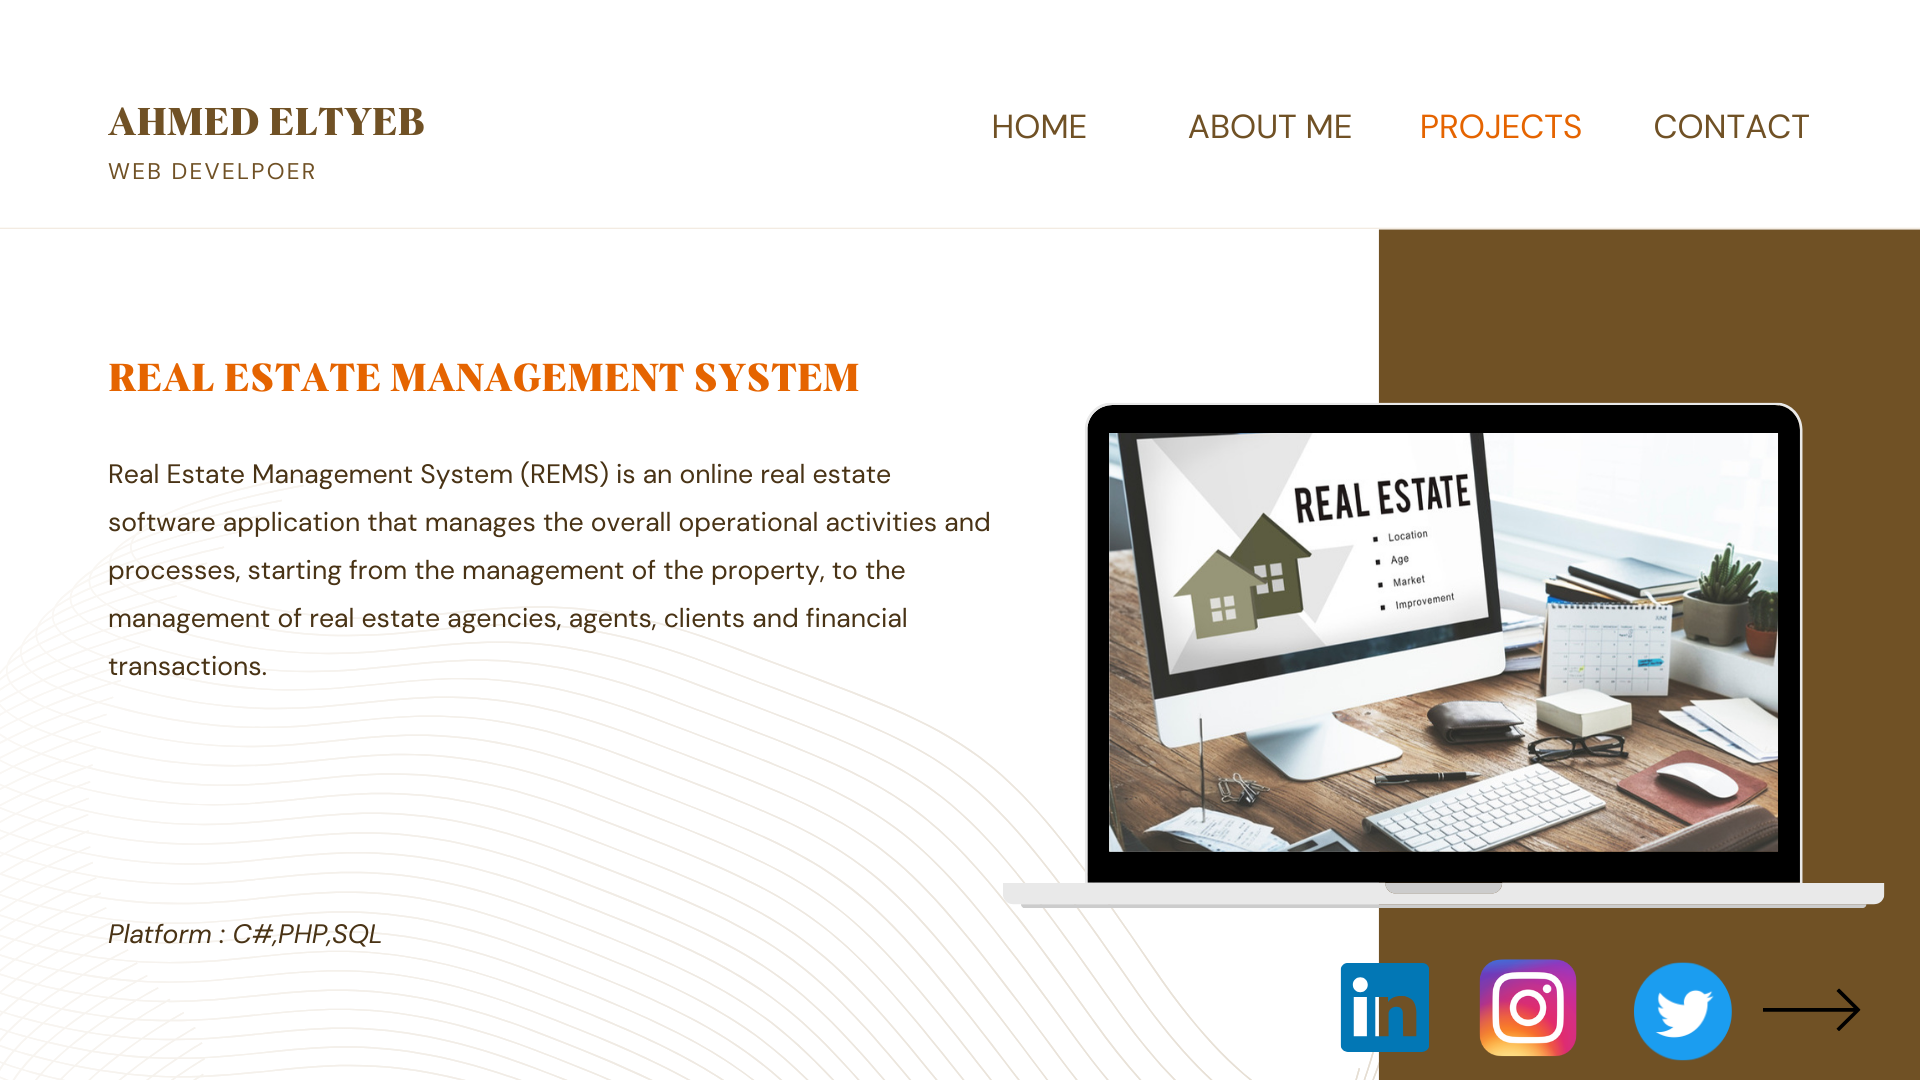 AHMED ELTYEB
WEB DEVELPOER
HOME
ABOUT ME
PROJECTS
CONTACT
REAL ESTATE MANAGEMENT SYSTEM
Real Estate Management System (REMS) is an online real estate
software application that manages the overall operational activities and
processes, starting from the management of the property, to the
management of real estate agencies, agents, clients and financial
transactions.
REAL ESTATE
▪ Location
▪ Age
▪ Market
▪ Improvement
JUNE
Platform : C#,PHP,SQL
in